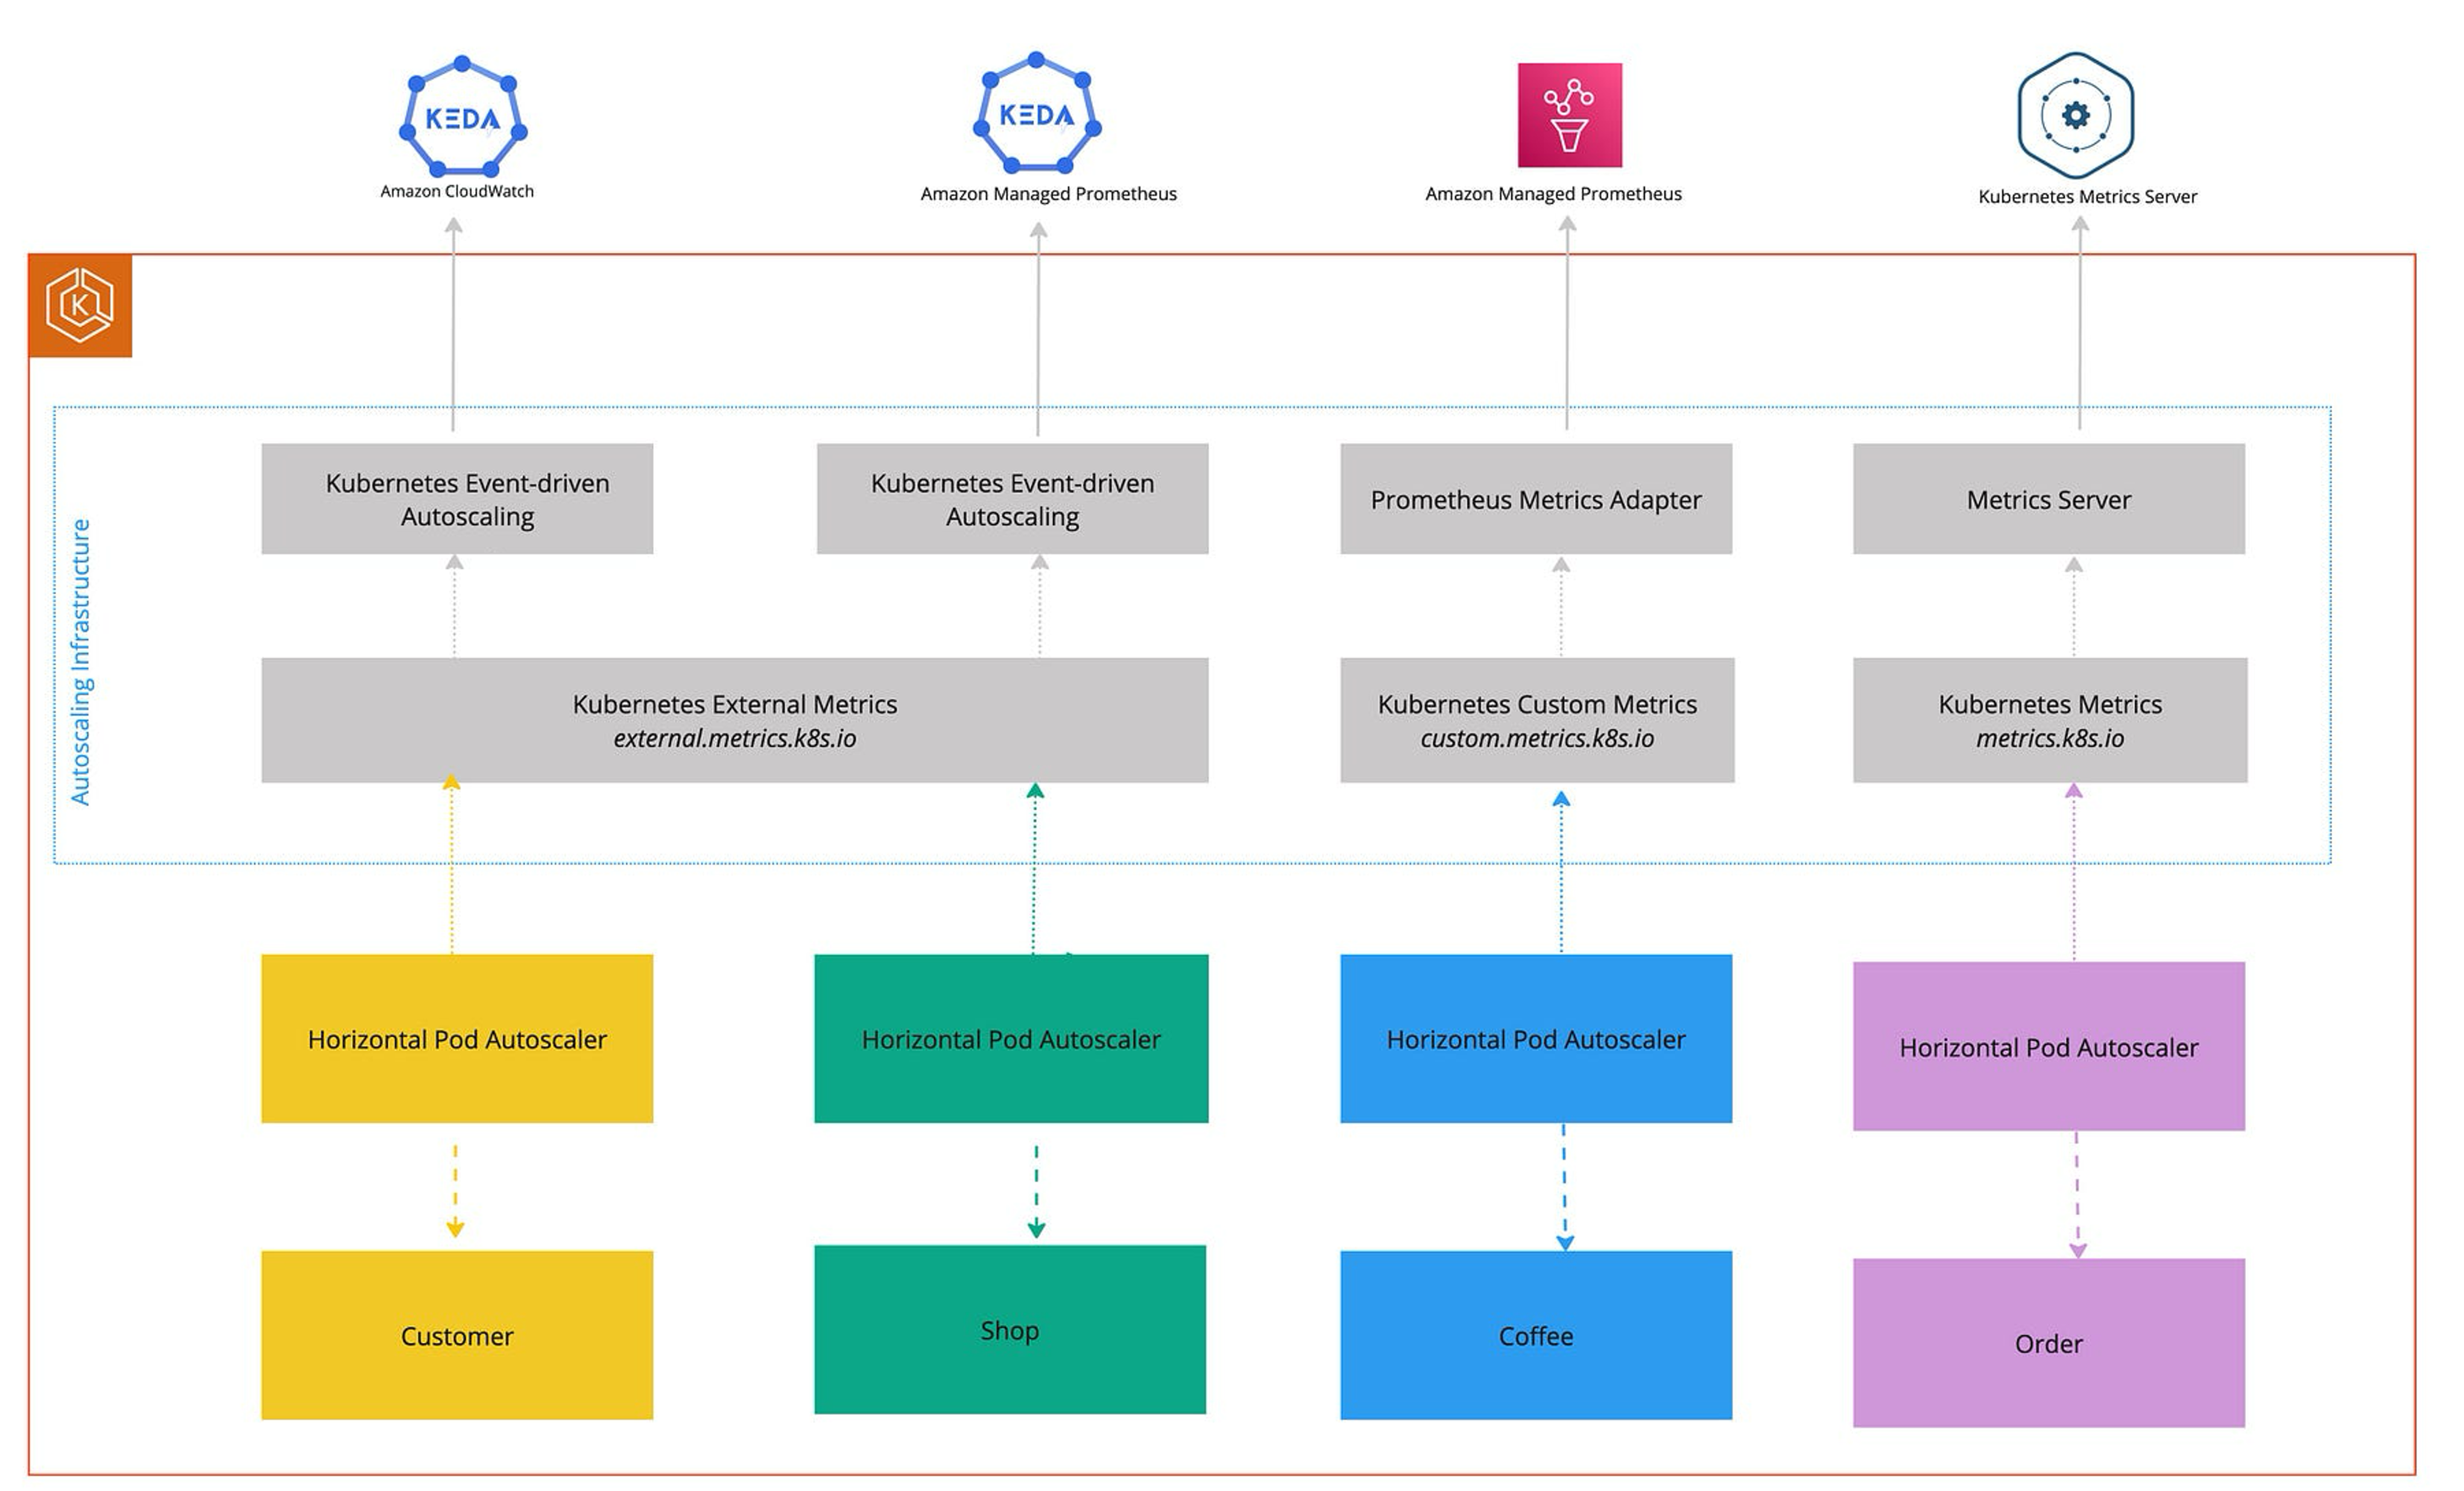 KEDA
KEDA
Amazon CloudWatch
Amazon Managed Prometheus
Amazon Managed Prometheus
Kubernetes Metrics Server
K
Autoscaling Infrastructure
Kubernetes Event-driven
Autoscaling
Kubernetes Event-driven
Autoscaling
Prometheus Metrics Adapter
Metrics Server
Kubernetes External Metrics
external.metrics.k8s.io
Kubernetes Custom Metrics
custom.metrics.k8s.io
Kubernetes Metrics
metrics.k8s.io
Horizontal Pod Autoscaler
Horizontal Pod Autoscaler
Horizontal Pod Autoscaler
Horizontal Pod Autoscaler
Customer
Shop
Coffee
Order